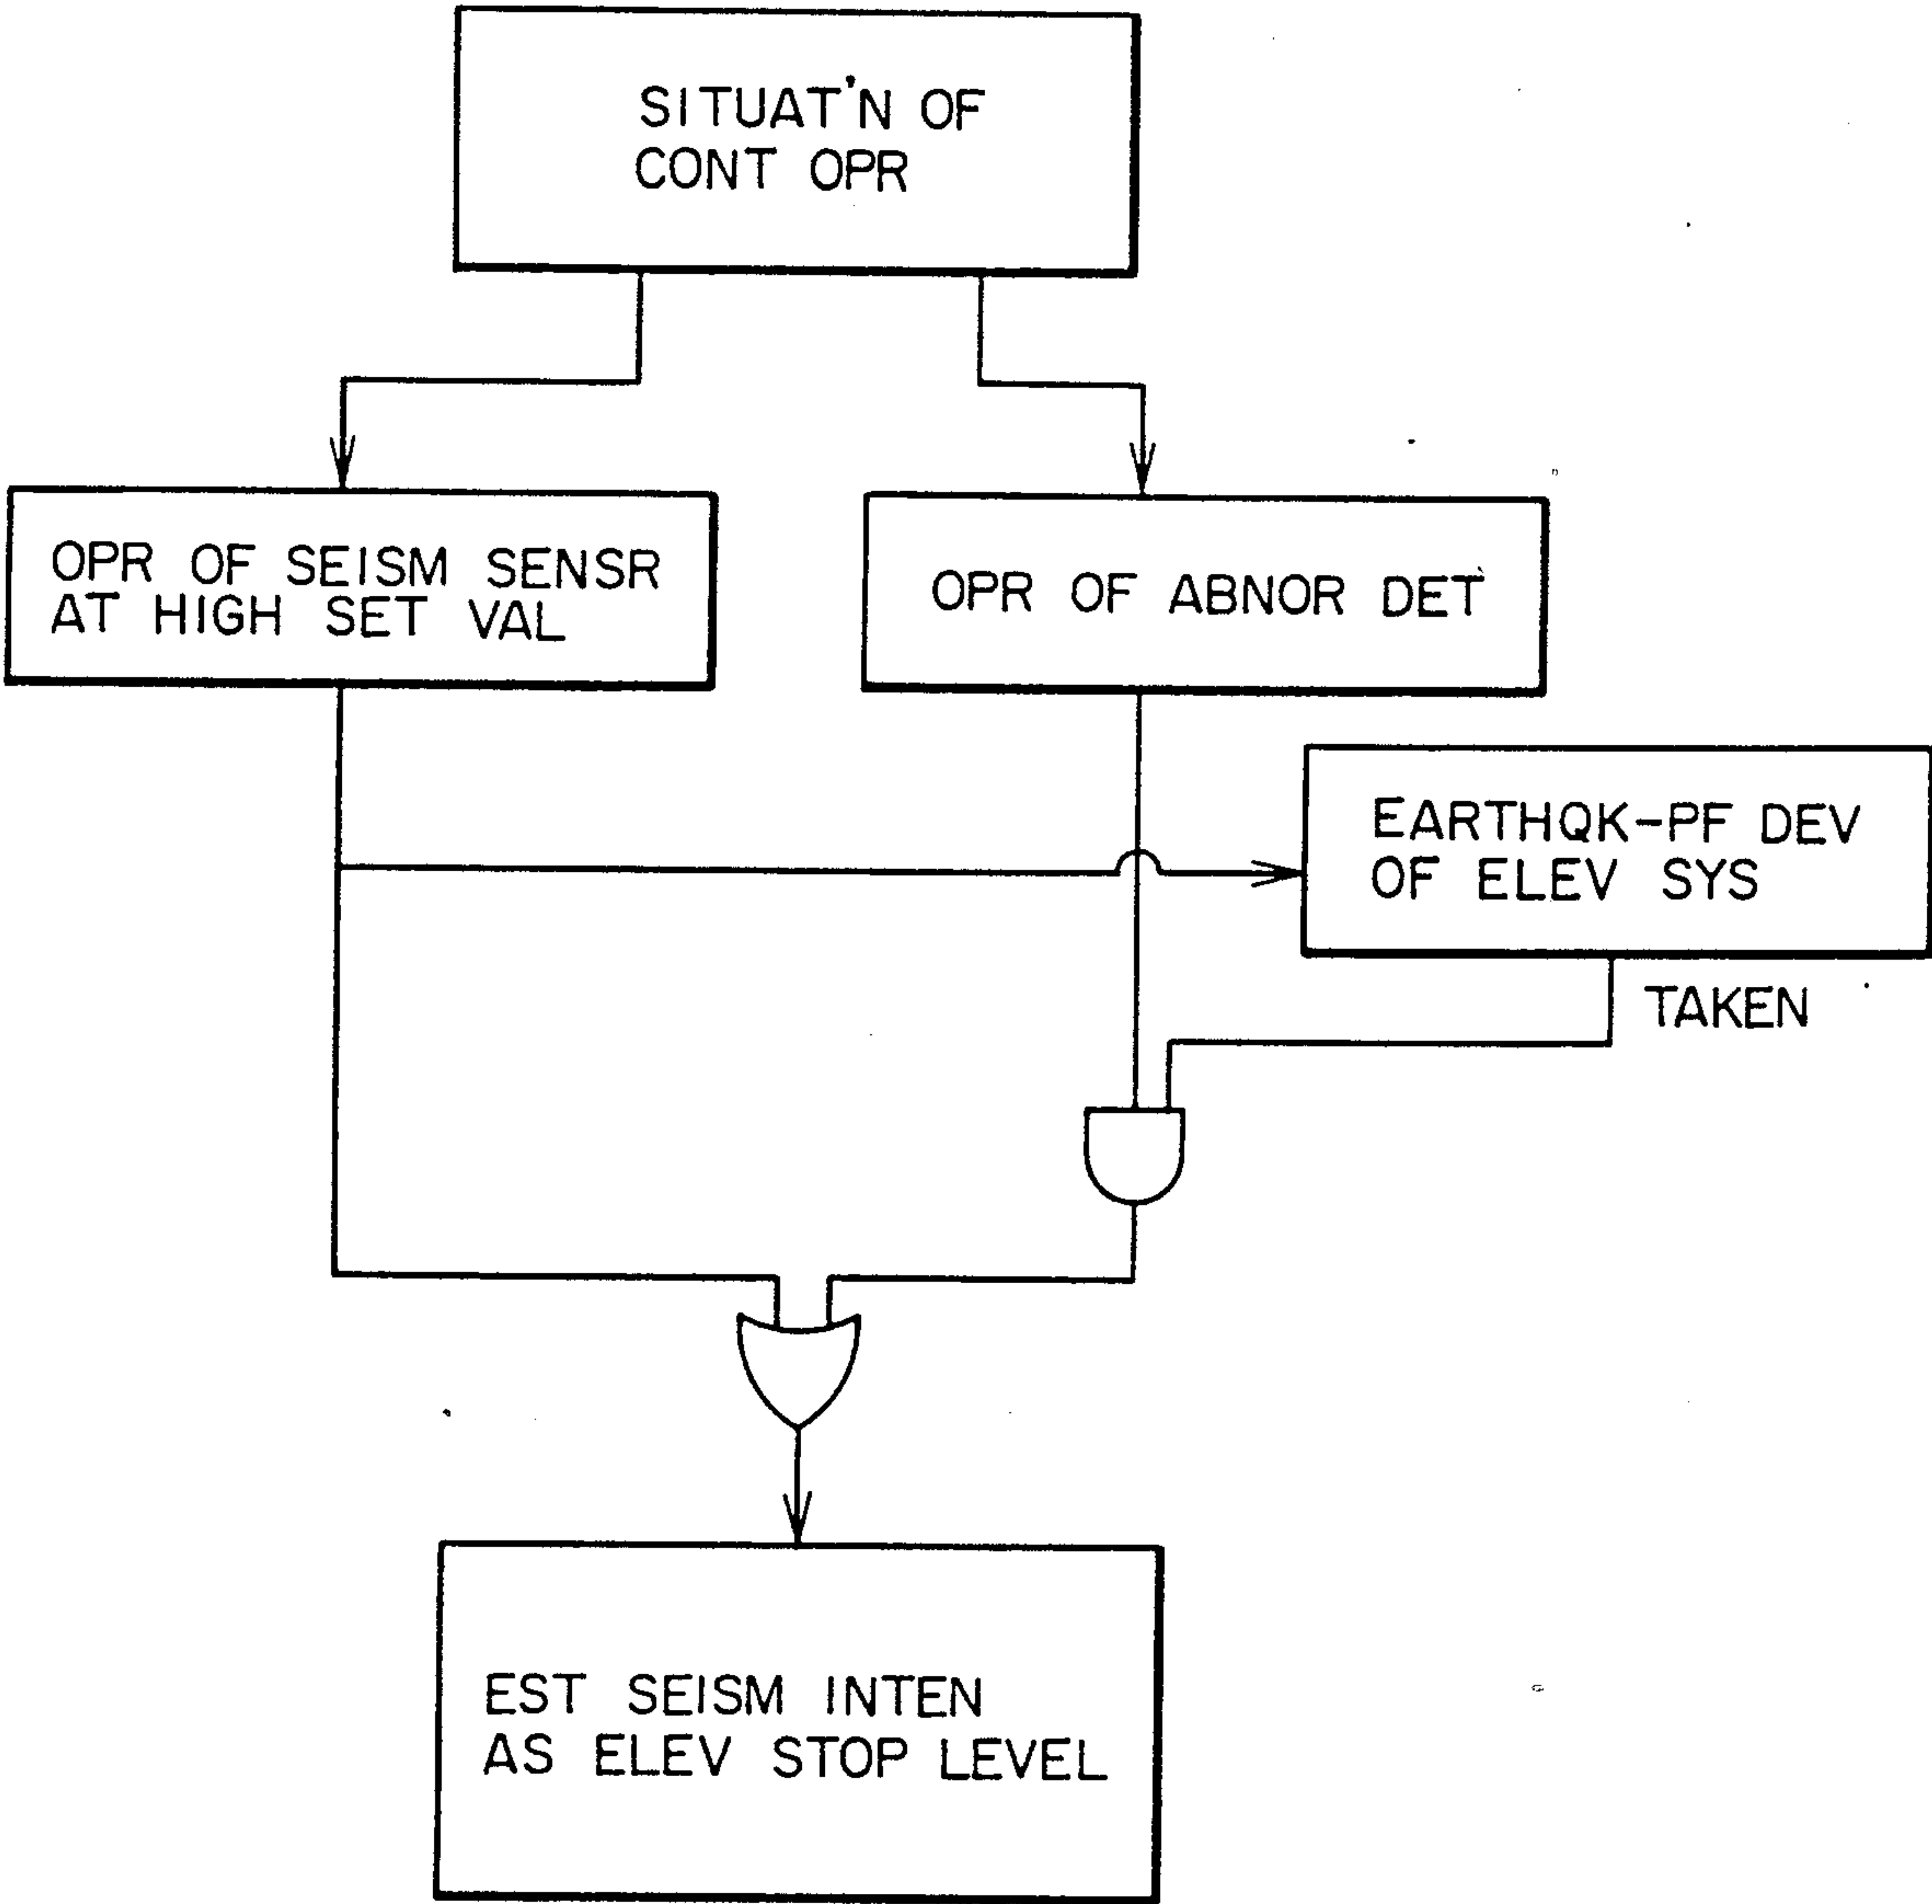 SITUAT'N OF
CONT OPR
OPR OF SEISM SENSR
AT HIGH SET VAL
OPR OF ABNOR DET
EARTHQK-PF DEV
OF ELEV SYS
TAKEN
EST SEISM INTEN
AS ELEV STOP LEVEL